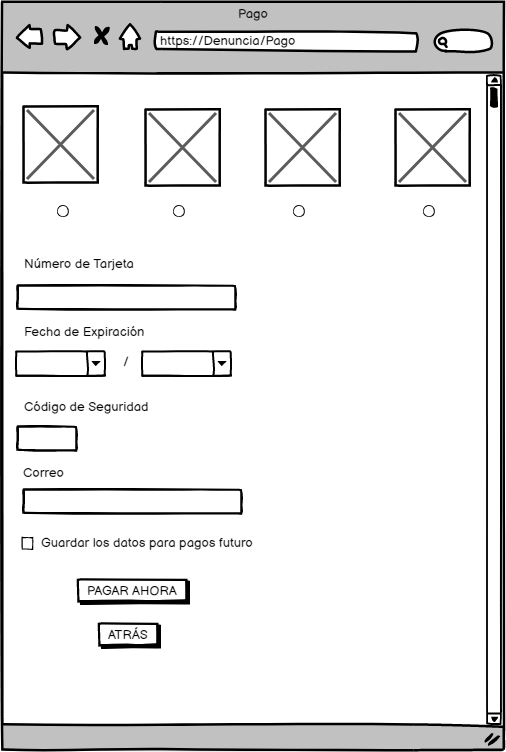 Pago
https://Denuncia/Pago
Número de Tarjeta
Fecha de Expiración
/
Código de Seguridad
Correo
Guardar los datos para pagos futuro
PAGAR AHORA
ATRÁS